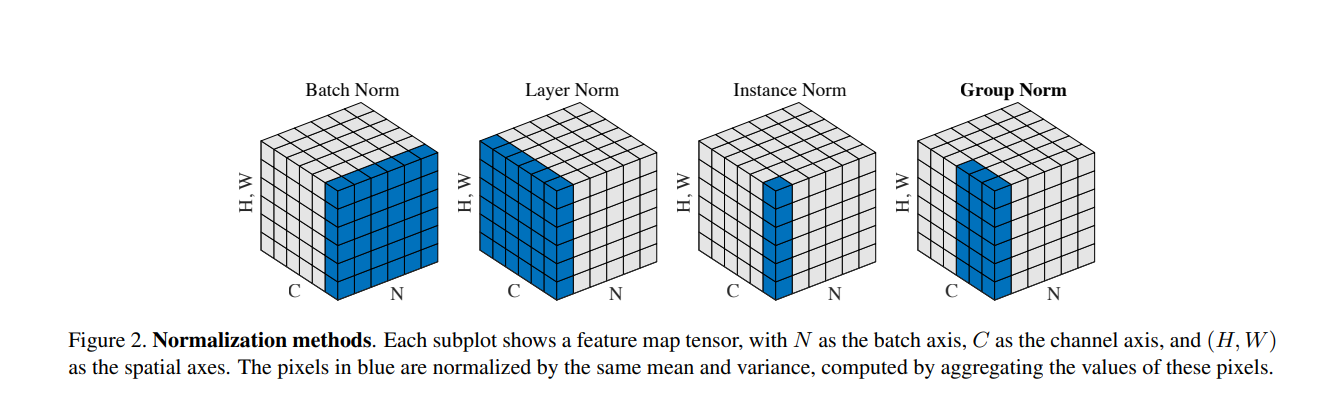 Batch Norm
Layer Norm
Instance Norm
Group Norm
H, W
C
N
H, W
C
N
H, W
C
N
H, W
C
N
Figure 2. Normalization methods. Each subplot shows a feature map tensor, with N as the batch axis, C as the channel axis, and (H, W)
as the spatial axes. The pixels in blue are normalized by the same mean and variance, computed by aggregating the values of these pixels.